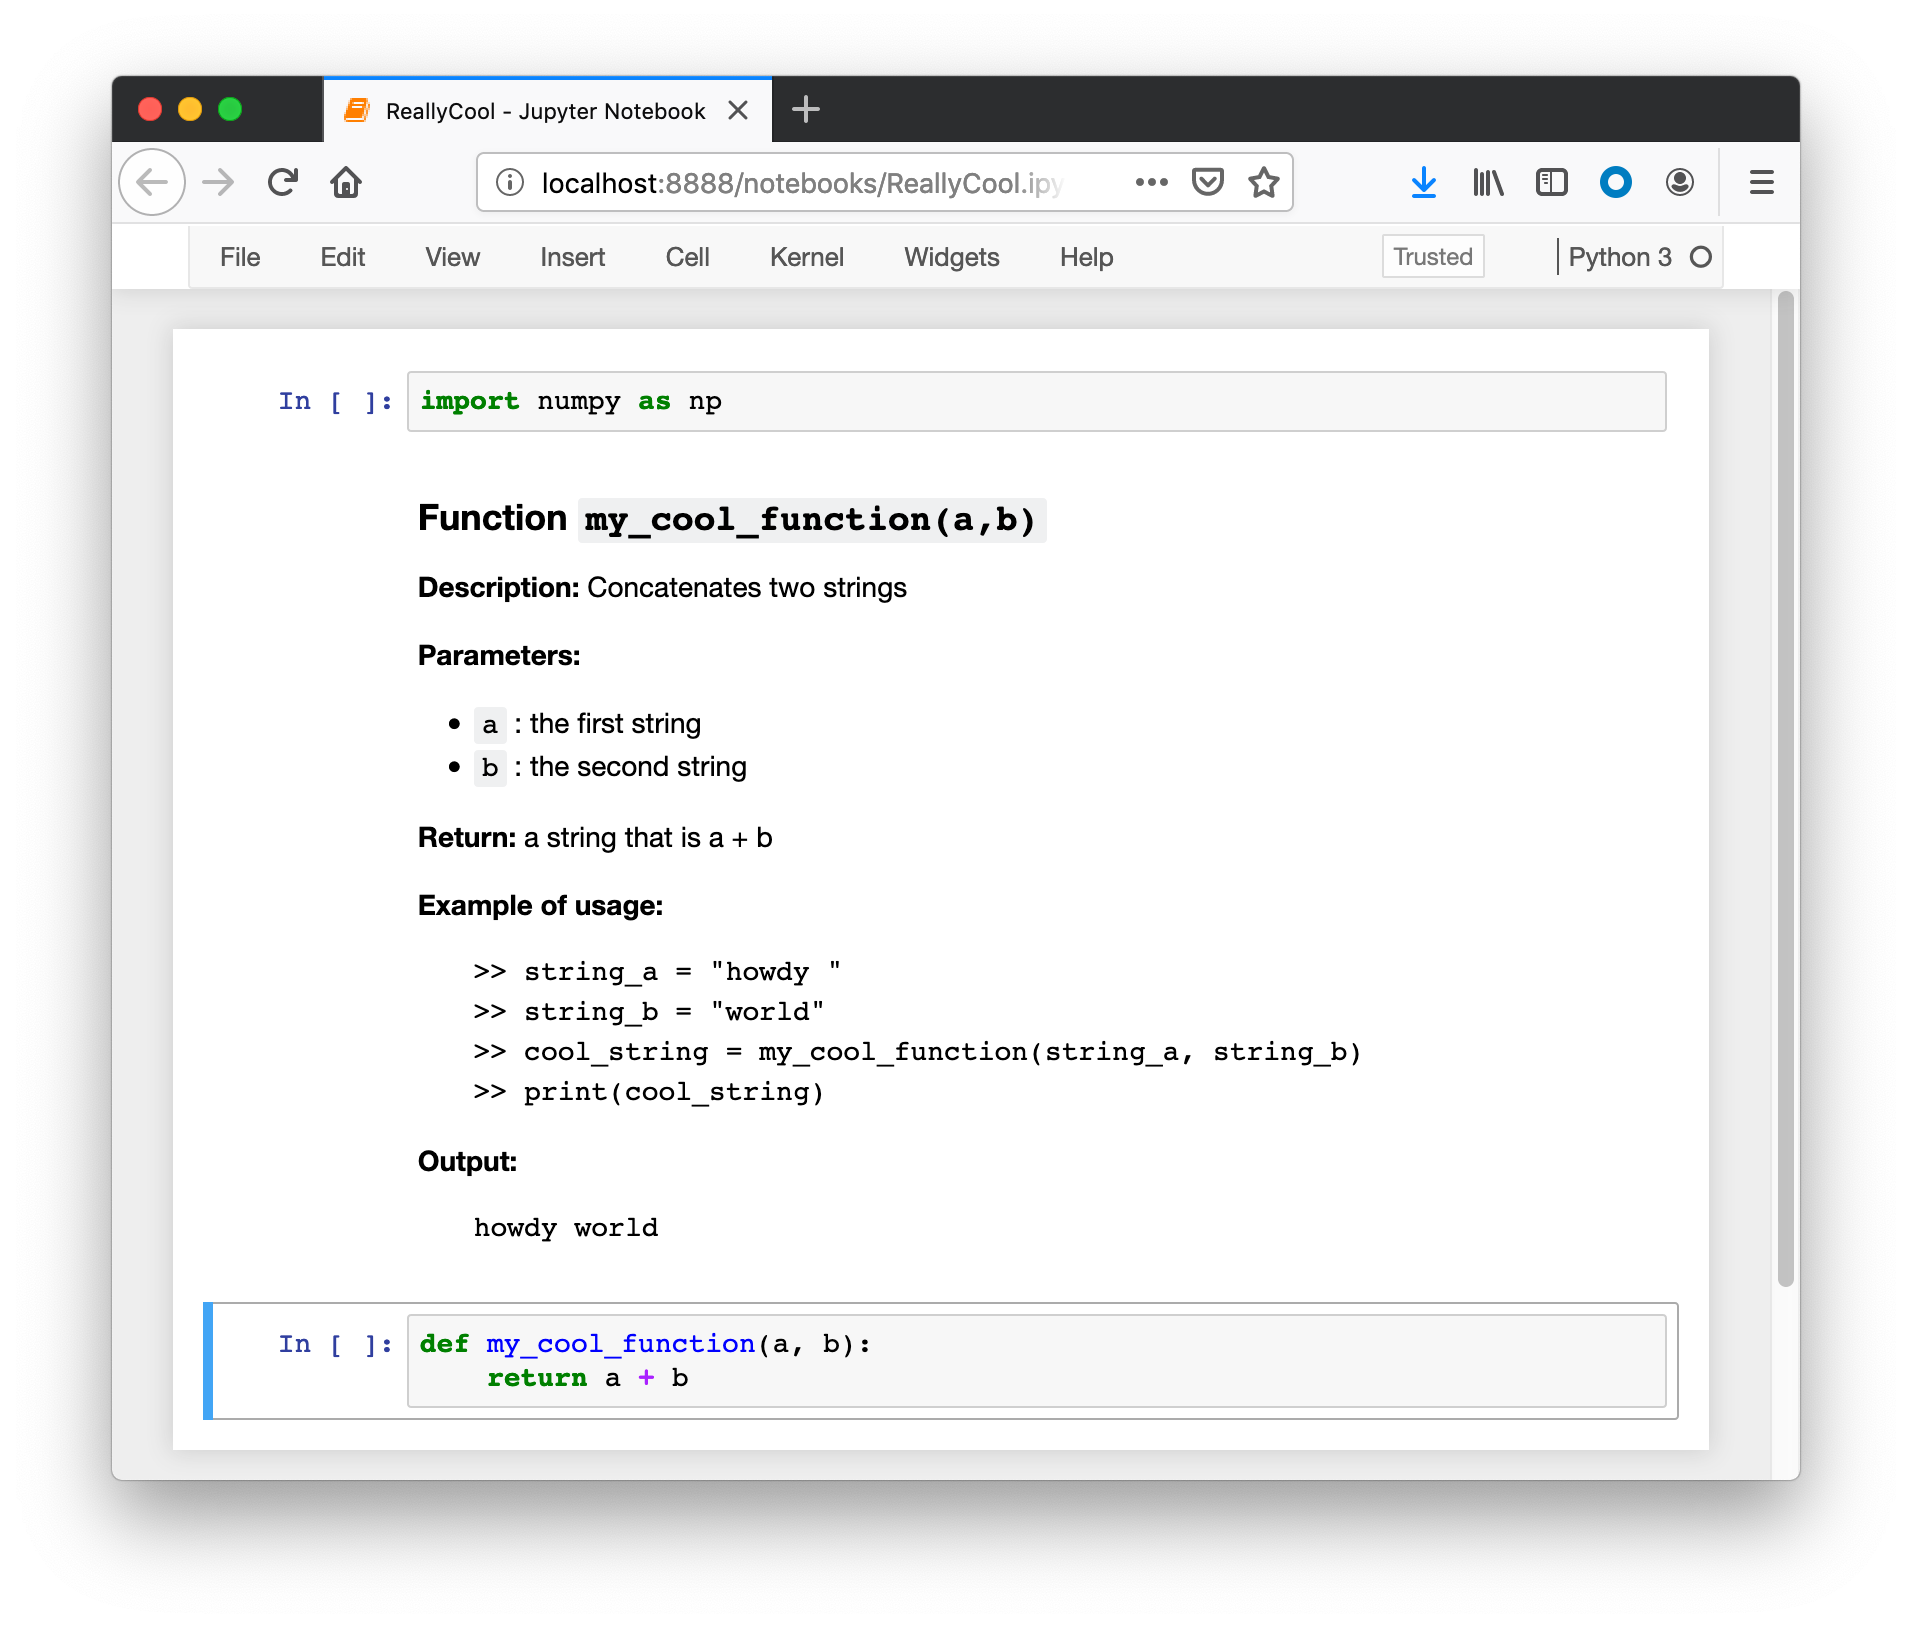 ReallyCool - Jupyter Notebook
localhost:8888/notebooks/ReallyCool.ipy
File Edit View Insert Cell Kernel Widgets Help Trusted Python 3
In [ ]: import numpy as np
Function my_cool_function(a,b)
Description: Concatenates two strings
Parameters:
• a : the first string
• b : the second string
Return: a string that is a + b
Example of usage:
>> string_a = "howdy "
>> string_b = "world"
>> cool_string = my_cool_function(string_a, string_b)
>> print(cool_string)
Output:
howdy world
In [ ]: def my_cool_function(a, b):
    return a + b